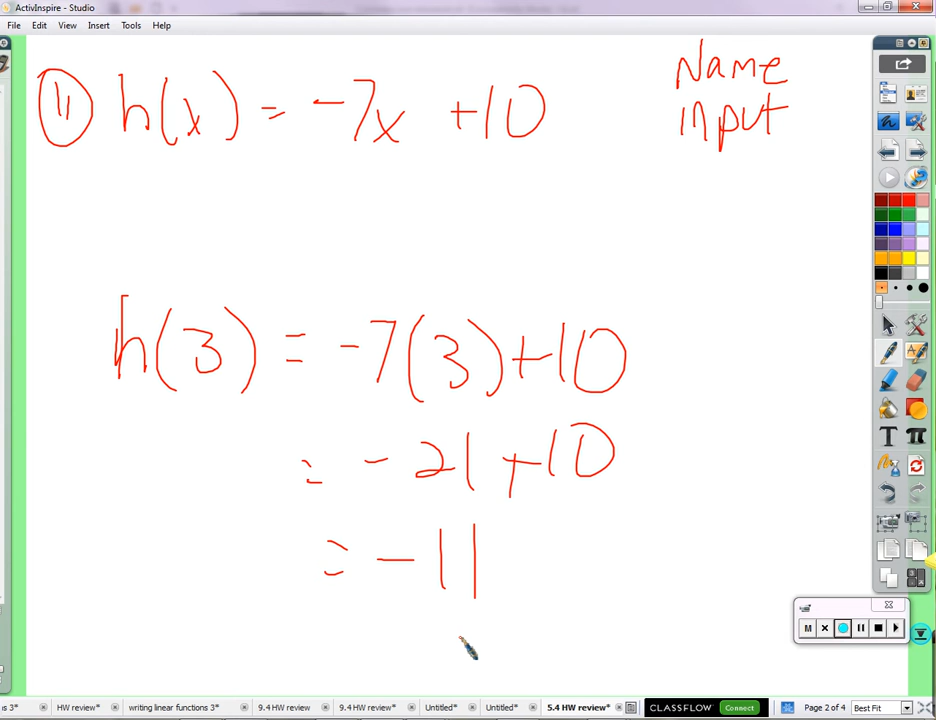 ActivInspire - Studio
File Edit View Insert Tools Help
Name
⑪ h(x) = -7x +10 input
h(3) = -7(3)+10
= -21+10
= -11
M
is 3* HW review* writing linear functions 3* 9.4 HW review 9.4 HW review* Untitled* Untitled* 5.4 HW review* CLASSFLOW Connect Page 2 of 4 Best Fit